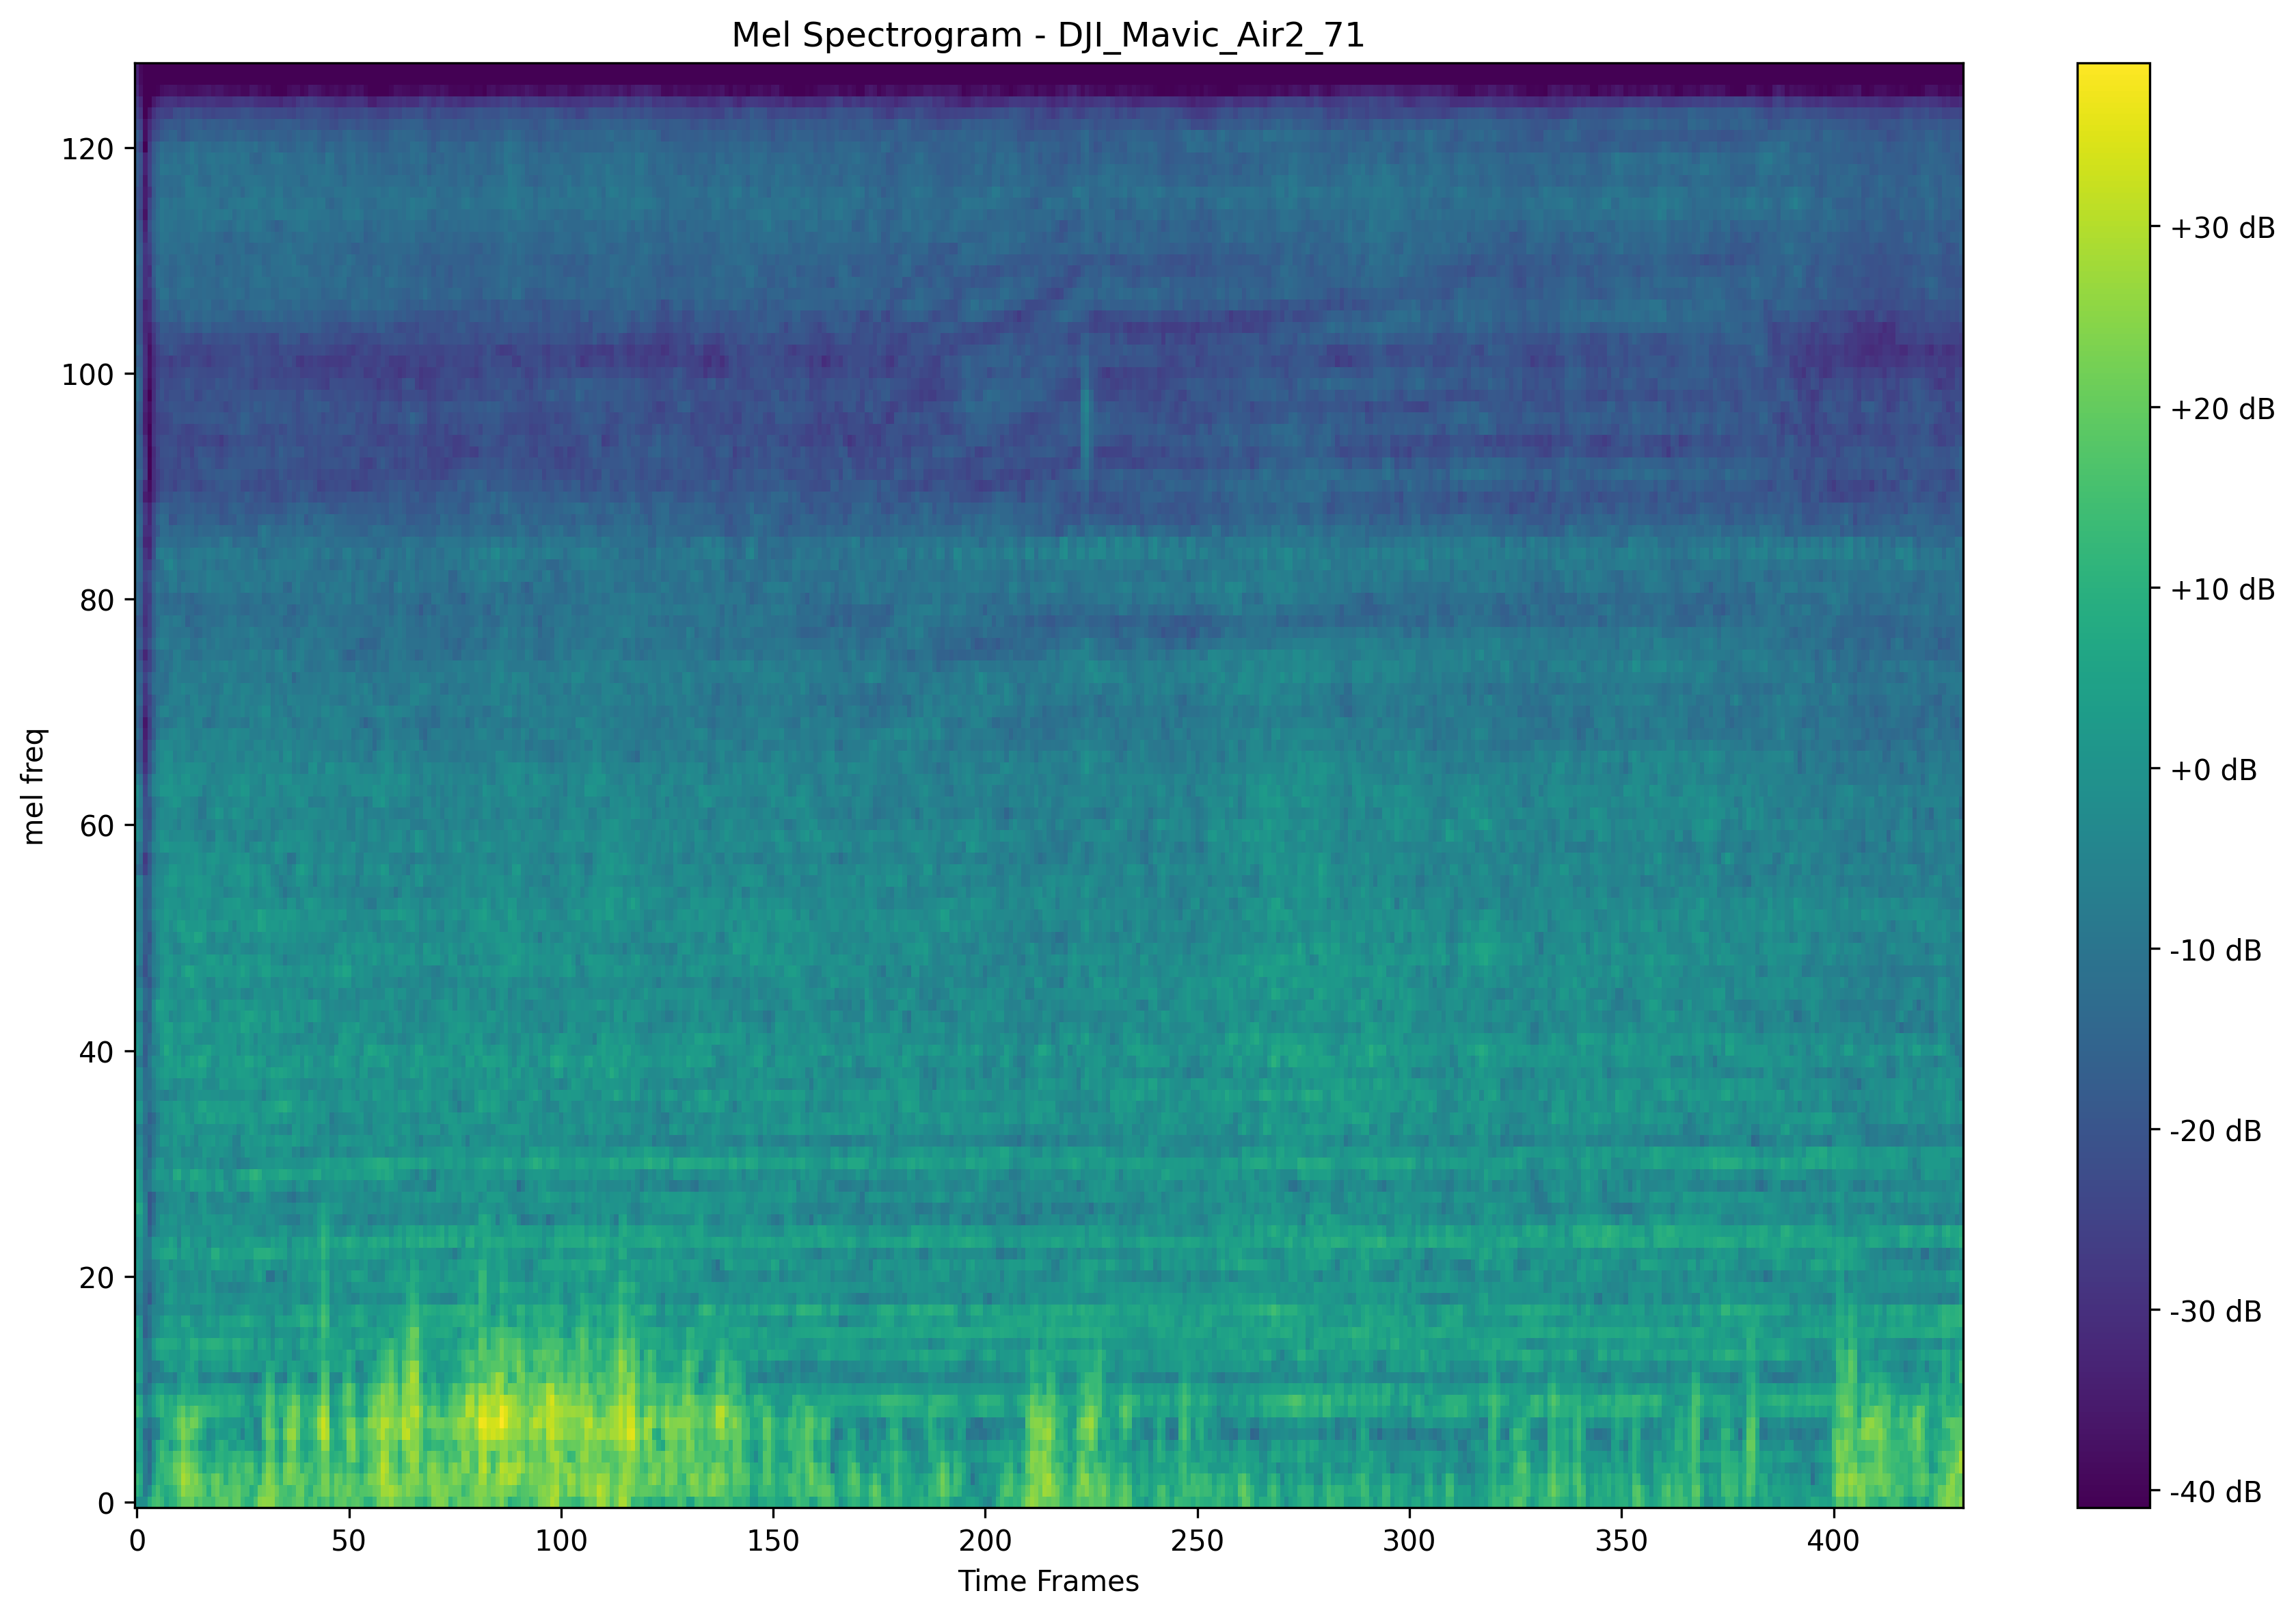 Mel Spectrogram - DJI_Mavic_Air2_71
120
100
80
60
40
20
0
mel freq
0 50 100 150 200 250 300 350 400
Time Frames
+30 dB
+20 dB
+10 dB
+0 dB
-10 dB
-20 dB
-30 dB
-40 dB